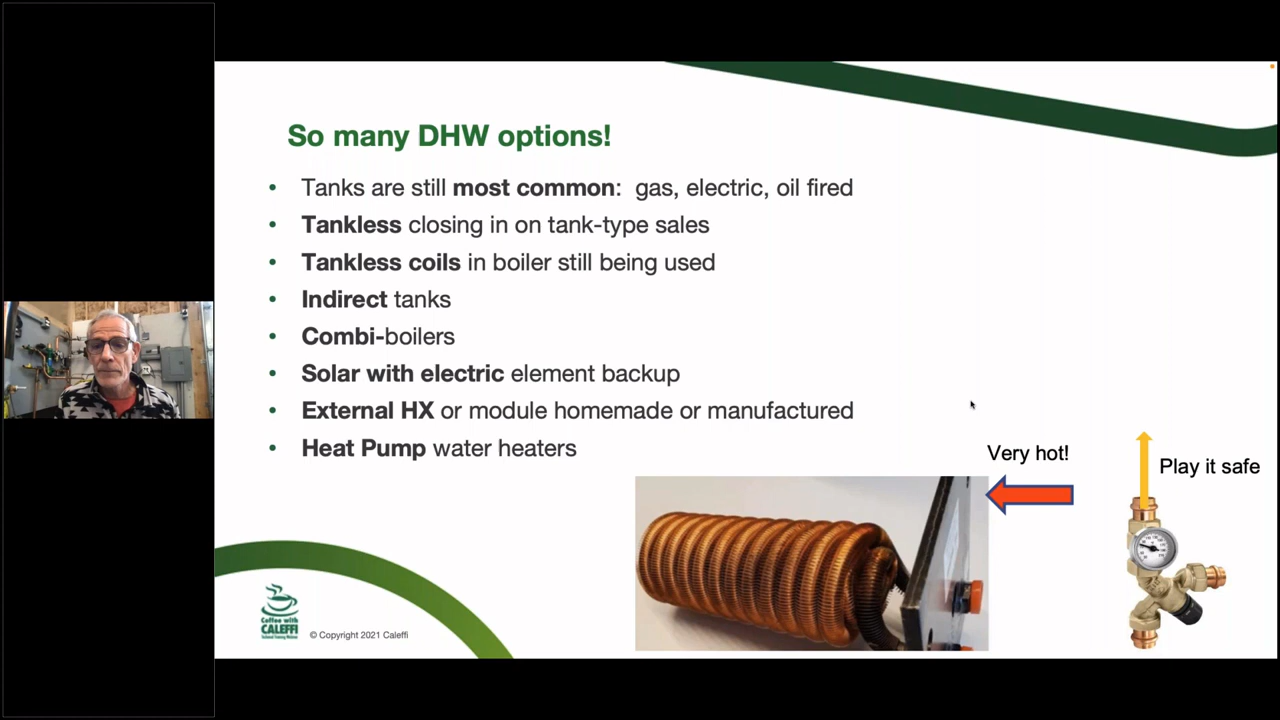 So many DHW options!
• Tanks are still most common: gas, electric, oil fired
• Tankless closing in on tank-type sales
• Tankless coils in boiler still being used
• Indirect tanks
• Combi-boilers
• Solar with electric element backup
• External HX or module homemade or manufactured
• Heat Pump water heaters
Very hot!
Play it safe
Coffee with
CALEFFI
© Copyright 2021 Caleffi